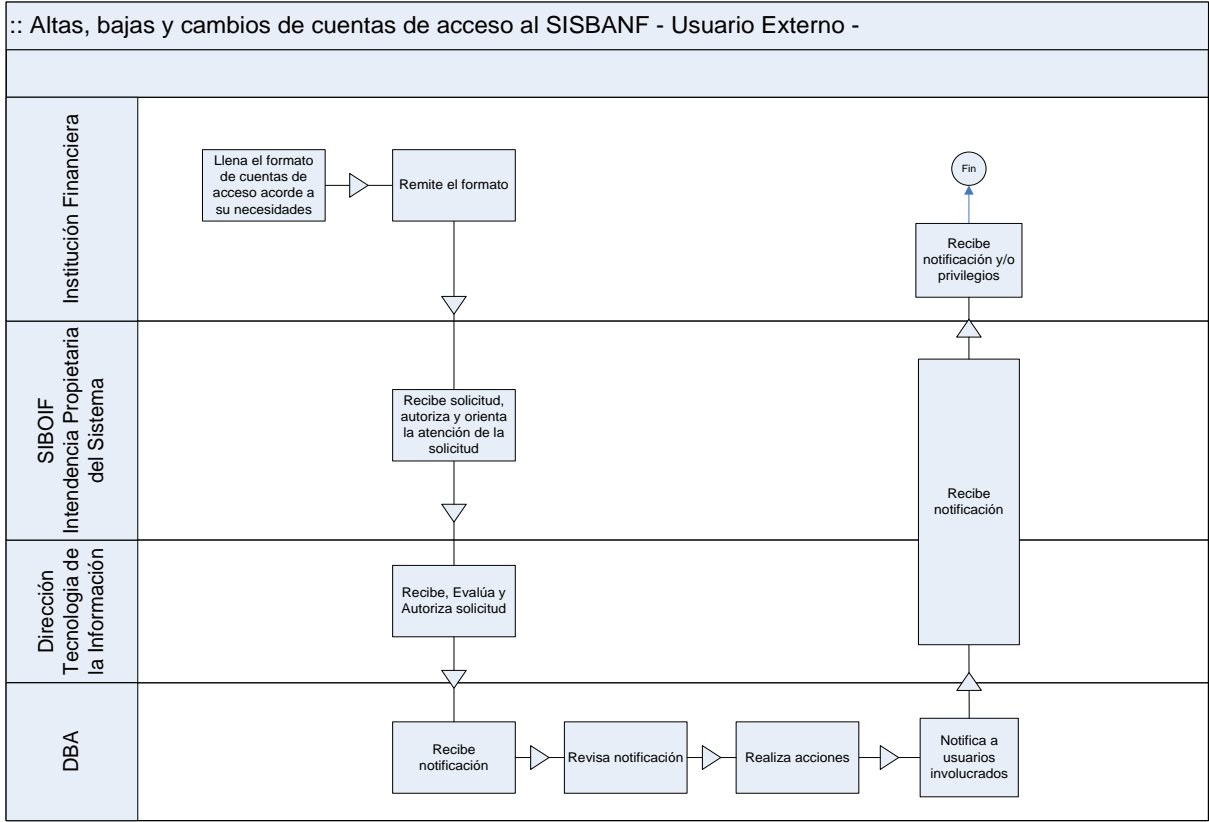 :: Altas, bajas y cambios de cuentas de acceso al SISBANF - Usuario Externo -
Institución Financiera
Llena el formato
de cuentas de
acceso acorde a
su necesidades
Remite el formato
Fin
Recibe
notificación y/o
privilegios
SIBOIF
Intendencia Propietaria
del Sistema
Recibe solicitud,
autoriza y orienta
la atención de la
solicitud
Recibe
notificación
Dirección
Tecnologia de
la Información
Recibe, Evalúa y
Autoriza solicitud
DBA
Recibe
notificación
Revisa notificación
Realiza acciones
Notifica a
usuarios
involucrados